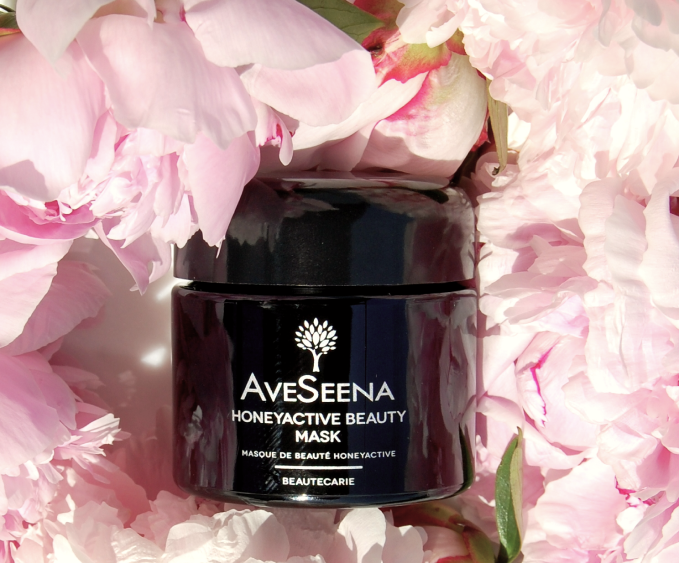 AVESEENA
HONEYACTIVE BEAUTY
MASK
MASQUE DE BEAUTÉ HONEYACTIVE
BEAUTECARIE